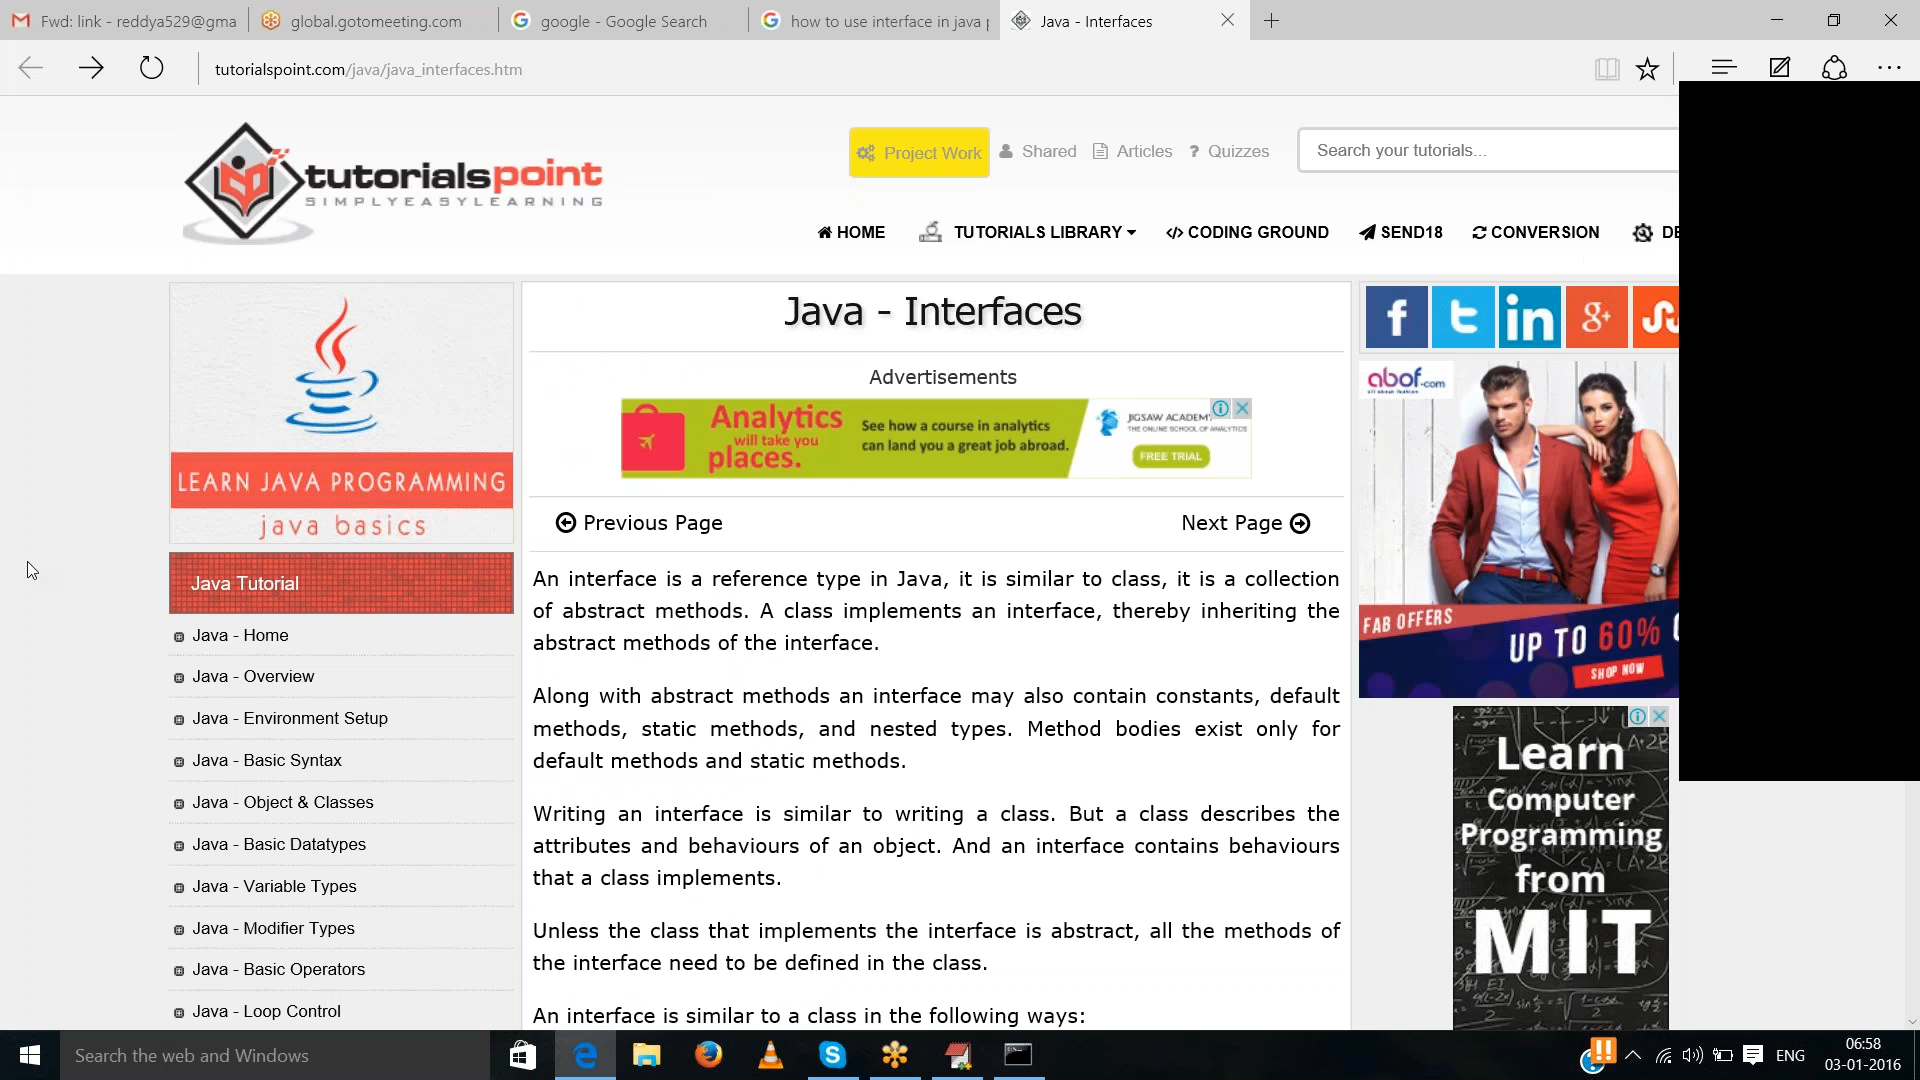 Fwd: link - reddya529@gma
global.gotomeeting.com
google - Google Search
how to use interface in java p
Java - Interfaces
tutorialspoint.com/java/java_interfaces.htm
tutorialspoint
SIMPLYEASYLEARNING
Project Work
Shared
Articles
? Quizzes
Search your tutorials...
HOME
TUTORIALS LIBRARY
</> CODING GROUND
SEND18
CONVERSION
DE
LEARN JAVA PROGRAMMING
java basics
Java Tutorial
Java - Home
Java - Overview
Java - Environment Setup
Java - Basic Syntax
Java - Object & Classes
Java - Basic Datatypes
Java - Variable Types
Java - Modifier Types
Java - Basic Operators
Java - Loop Control
Java - Interfaces
Advertisements
Analytics
will take you
places.
See how a course in analytics
can land you a great job abroad.
JIGSAW ACADEMY
THE ONLINE SCHOOL OF ANALYTICS
FREE TRIAL
Previous Page
Next Page
An interface is a reference type in Java, it is similar to class, it is a collection
of abstract methods. A class implements an interface, thereby inheriting the
abstract methods of the interface.
Along with abstract methods an interface may also contain constants, default
methods, static methods, and nested types. Method bodies exist only for
default methods and static methods.
Writing an interface is similar to writing a class. But a class describes the
attributes and behaviours of an object. And an interface contains behaviours
that a class implements.
Unless the class that implements the interface is abstract, all the methods of
the interface need to be defined in the class.
An interface is similar to a class in the following ways:
f
t
in
g+
abof.com
all about fashion
FAB OFFERS
UP TO 60%
SHOP NOW
Learn
Computer
Programming
from
MIT
Search the web and Windows
ENG
06:58
03-01-2016